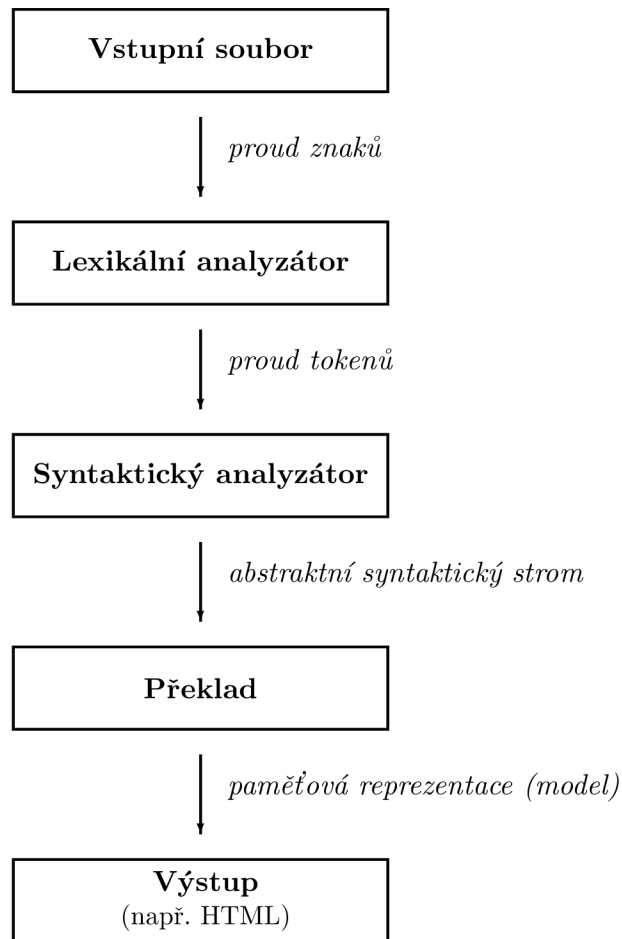 Vstupní soubor
proud znaků
Lexikální analyzátor
proud tokenů
Syntaktický analyzátor
abstraktní syntaktický strom
Překlad
paměťová reprezentace (model)
Výstup
(např. HTML)